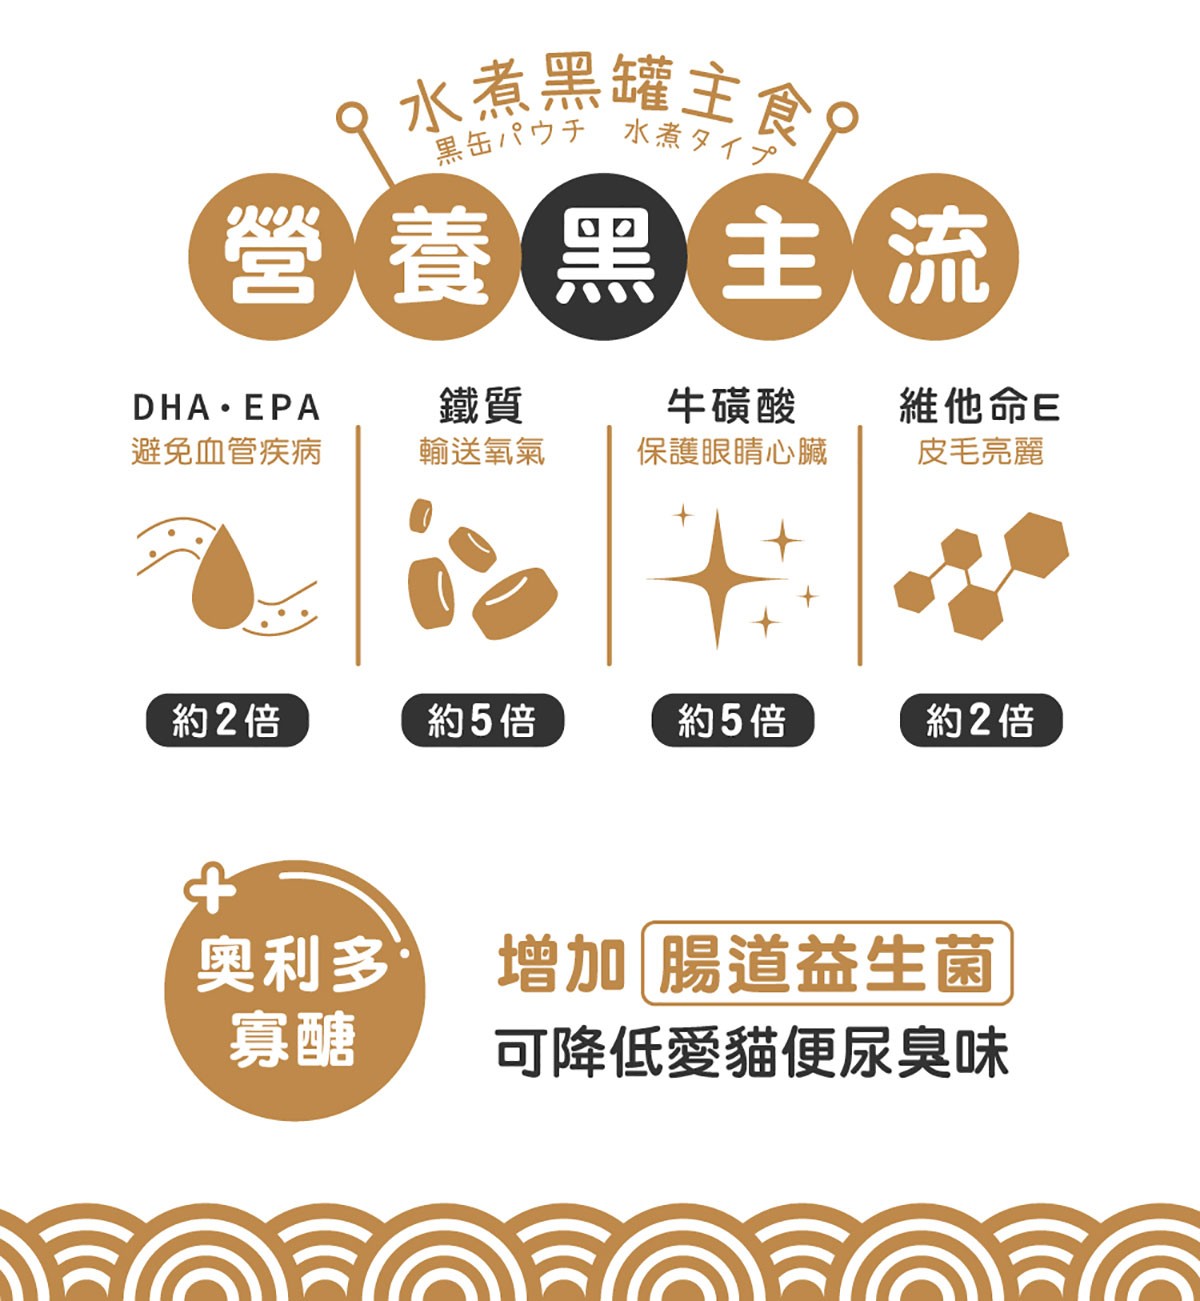 水煮黑罐主食
黒缶パウチ 水煮タイプ
營養黑主流
DHA·EPA
避免血管疾病
約2倍
鐵質
輸送氧氣
約5倍
牛磺酸
保護眼睛心臟
約5倍
維他命E
皮毛亮麗
約2倍
奧利多
寡醣
增加 腸道益生菌
可降低愛貓便尿臭味